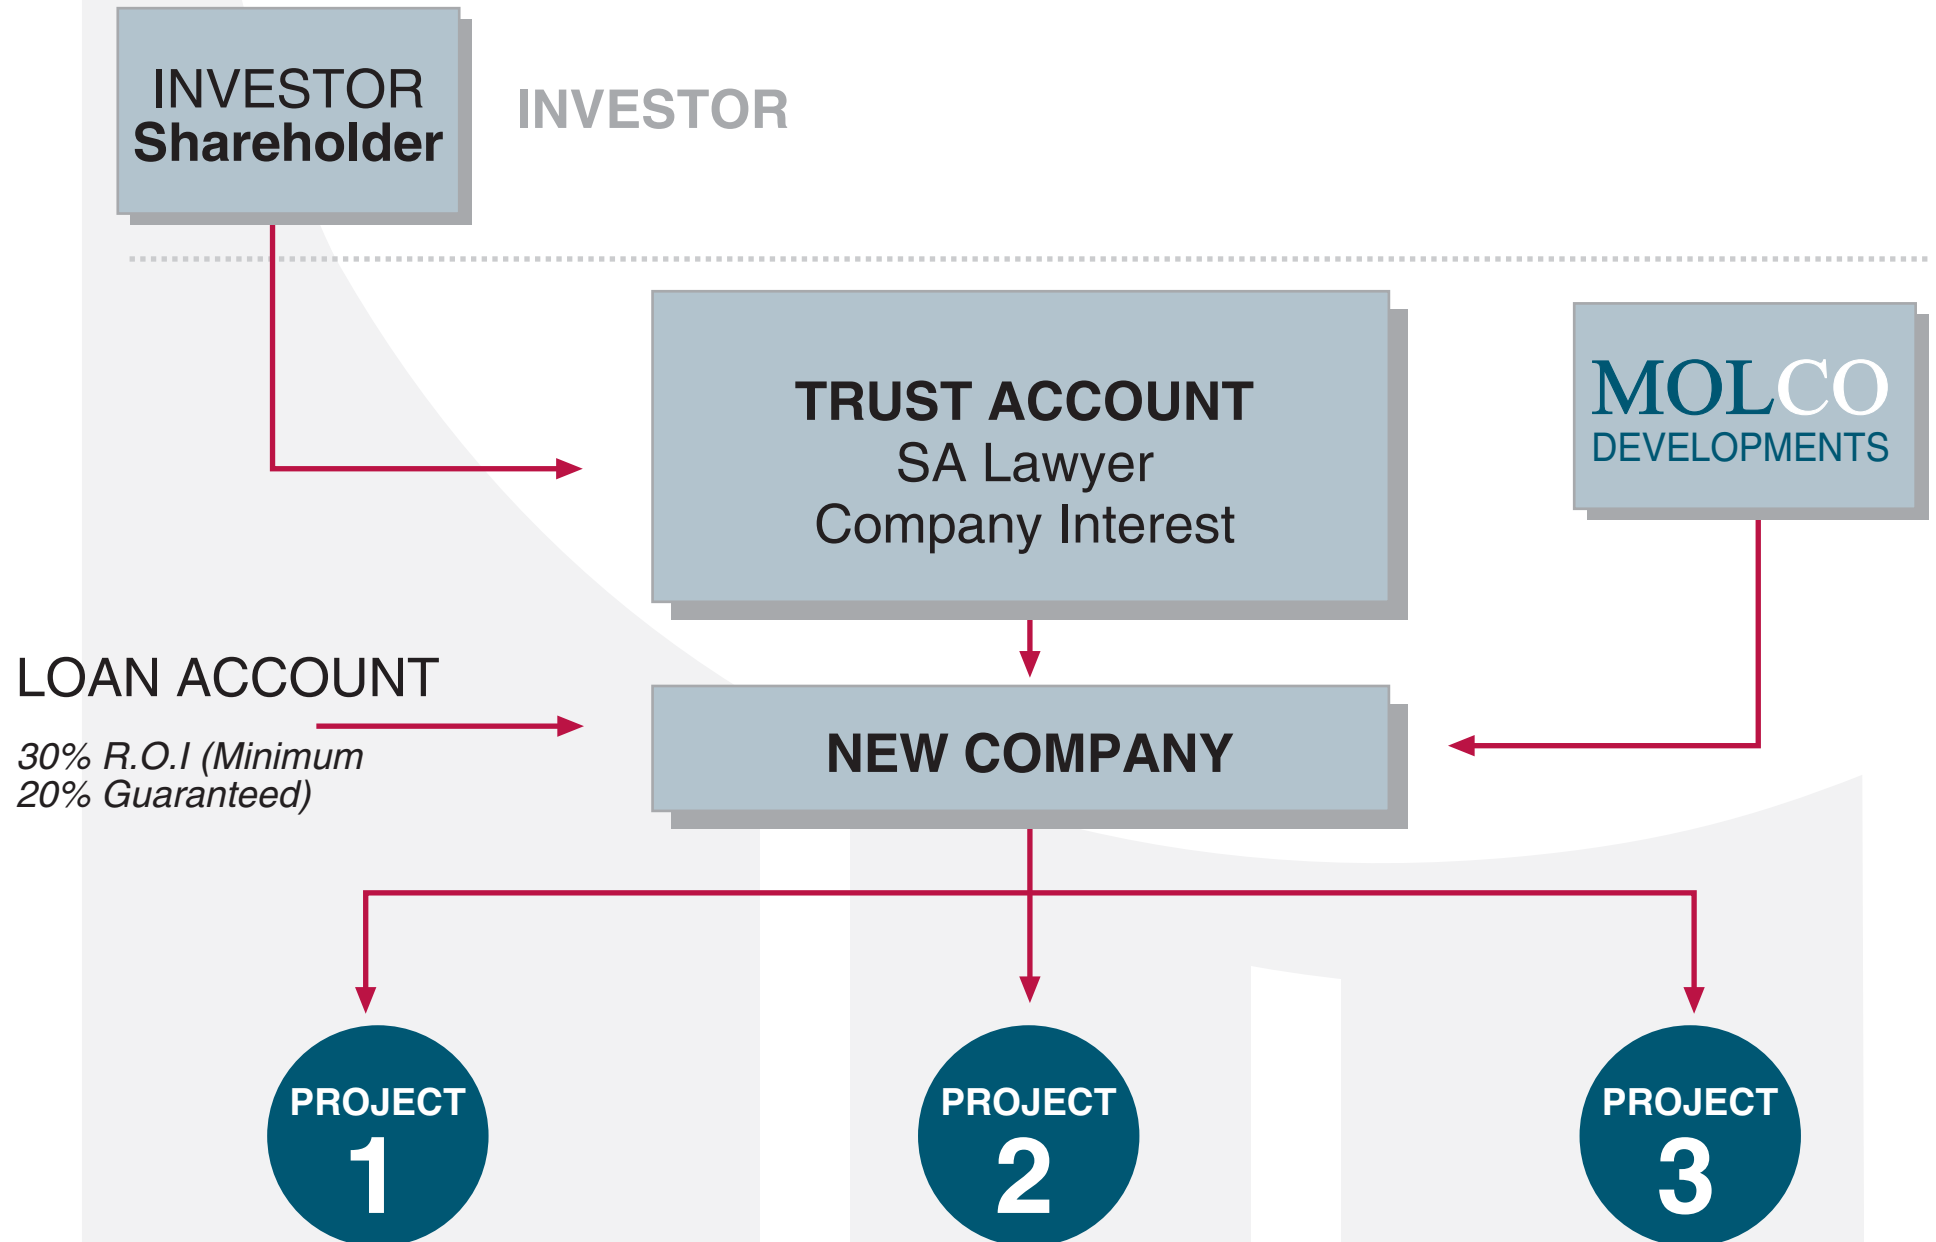 INVESTOR
Shareholder
INVESTOR
TRUST ACCOUNT
SA Lawyer
Company Interest
MOLCO
DEVELOPMENTS
LOAN ACCOUNT
30% R.O.I (Minimum
20% Guaranteed)
NEW COMPANY
PROJECT
1
PROJECT
2
PROJECT
3